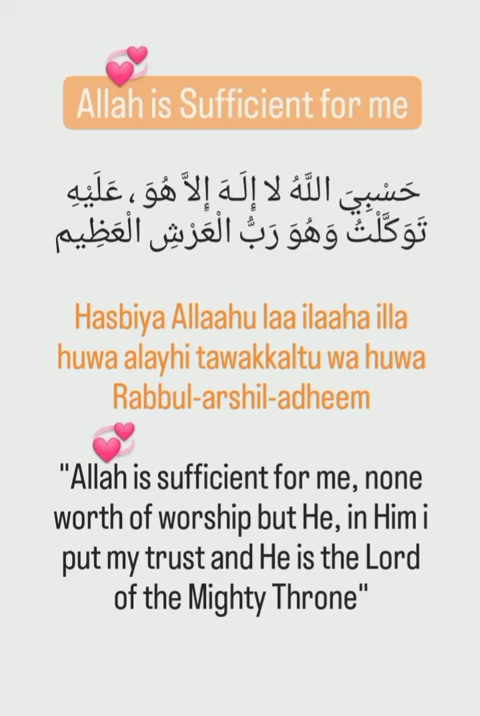 Allah is Sufficient for me
حَسْبِيَ اللَّهُ لا إِلَـهَ إِلاَّ هُوَ ، عَلَيْهِ
تَوَكَّلْتُ وَهُوَ رَبُّ الْعَرْشِ الْعَظِيم
Hasbiya Allaahu laa ilaaha illa
huwa alayhi tawakkaltu wa huwa
Rabbul-arshil-adheem
"Allah is sufficient for me, none
worth of worship but He, in Him i
put my trust and He is the Lord
of the Mighty Throne"